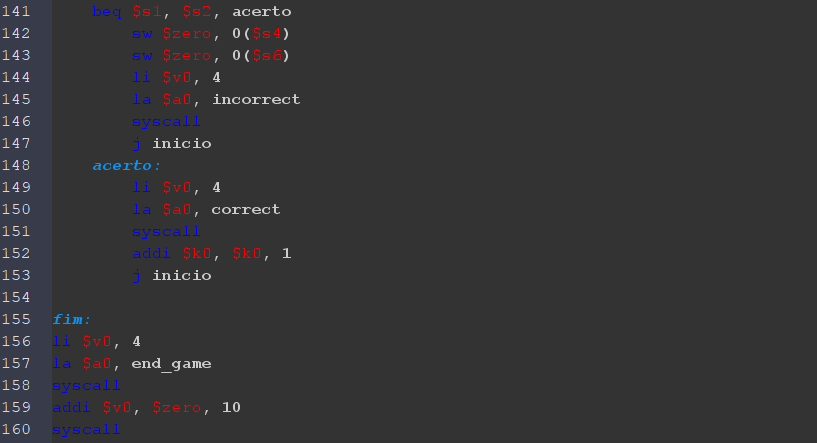 141 beq $s1, $s2, acerto
142 sw $zero, 0($s4)
143 sw $zero, 0($s6)
144 li $v0, 4
145 la $a0, incorrect
146 syscall
147 j inicio
148 acerto:
149 li $v0, 4
150 la $a0, correct
151 syscall
152 addi $k0, $k0, 1
153 j inicio
154
155 fim:
156 li $v0, 4
157 la $a0, end_game
158 syscall
159 addi $v0, $zero, 10
160 syscall